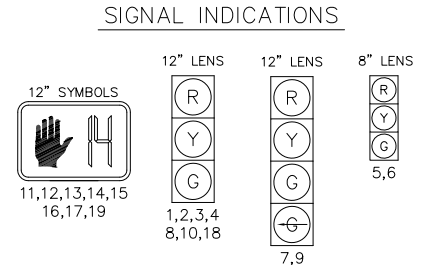 SIGNAL INDICATIONS
12" SYMBOLS
14
11,12,13,14,15
16,17,19
12" LENS
R
Y
G
1,2,3,4
8,10,18
12" LENS
R
Y
G
G
7,9
8" LENS
R
Y
G
5,6